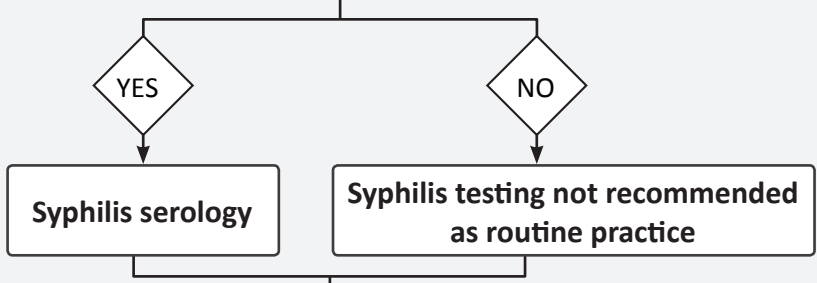 YES
NO
Syphilis serology
Syphilis testing not recommended
as routine practice